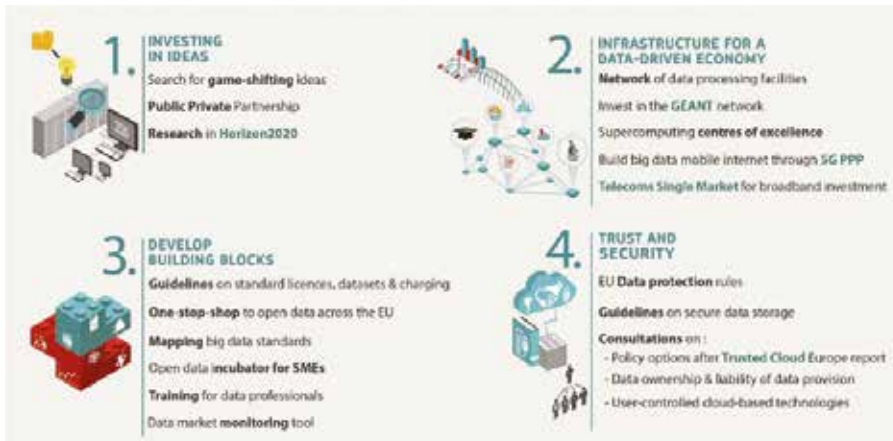 1. INVESTING
IN IDEAS
Search for game-shifting ideas
Public Private Partnership
Research in Horizon2020
2. INFRASTRUCTURE FOR A
DATA-DRIVEN ECONOMY
Network of data processing facilities
Invest in the GEANT network
Supercomputing centres of excellence
Build big data mobile internet through 5G PPP
Telecoms Single Market for broadband investment
3. DEVELOP
BUILDING BLOCKS
Guidelines on standard licences, datasets & charging
One-stop-shop to open data across the EU
Mapping big data standards
Open data incubator for SMEs
Training for data professionals
Data market monitoring tool
4. TRUST AND
SECURITY
EU Data protection rules
Guidelines on secure data storage
Consultations on :
- Policy options after Trusted Cloud Europe report
- Data ownership & liability of data provision
- User-controlled cloud-based technologies